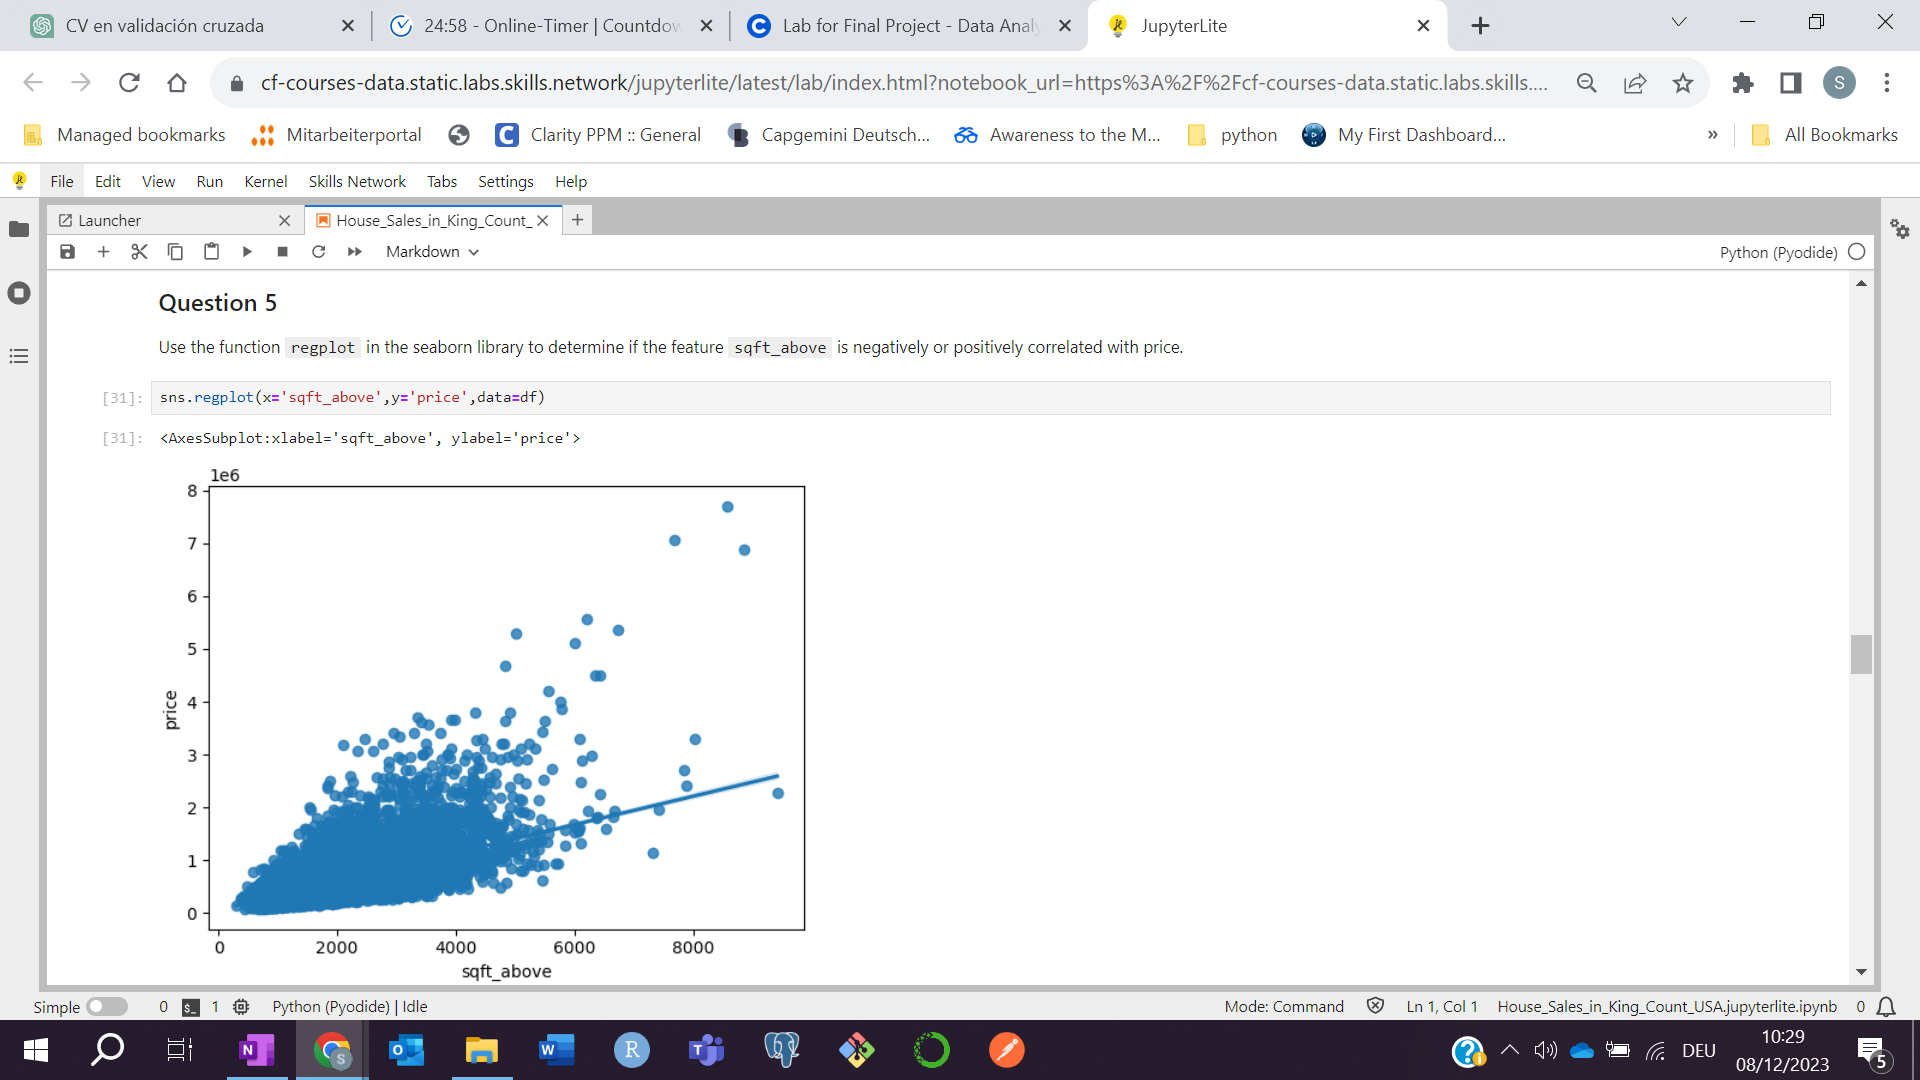 CV en validación cruzada
24:58 - Online-Timer | Countdow
Lab for Final Project - Data Analy
JupyterLite
cf-courses-data.static.labs.skills.network/jupyterlite/latest/lab/index.html?notebook_url=https%3A%2F%2Fcf-courses-data.static.labs.skills....
S
Managed bookmarks
Mitarbeiterportal
Clarity PPM :: General
Capgemini Deutsch...
Awareness to the M...
python
My First Dashboard...
»
All Bookmarks
File Edit View Run Kernel Skills Network Tabs Settings Help
Launcher
House_Sales_in_King_Count_
Markdown
Python (Pyodide)
Question 5
Use the function regplot in the seaborn library to determine if the feature sqft_above is negatively or positively correlated with price.
[31]: sns.regplot(x='sqft_above',y='price',data=df)
[31]: <AxesSubplot:xlabel='sqft_above', ylabel='price'>
1e6
8
7
6
5
4
3
2
1
0
price
0 2000 4000 6000 8000
sqft_above
Simple 0 $_ 1 Python (Pyodide) | Idle
Mode: Command Ln 1, Col 1 House_Sales_in_King_Count_USA.jupyterlite.ipynb 0
N S O W R T
DEU
10:29
08/12/2023
5